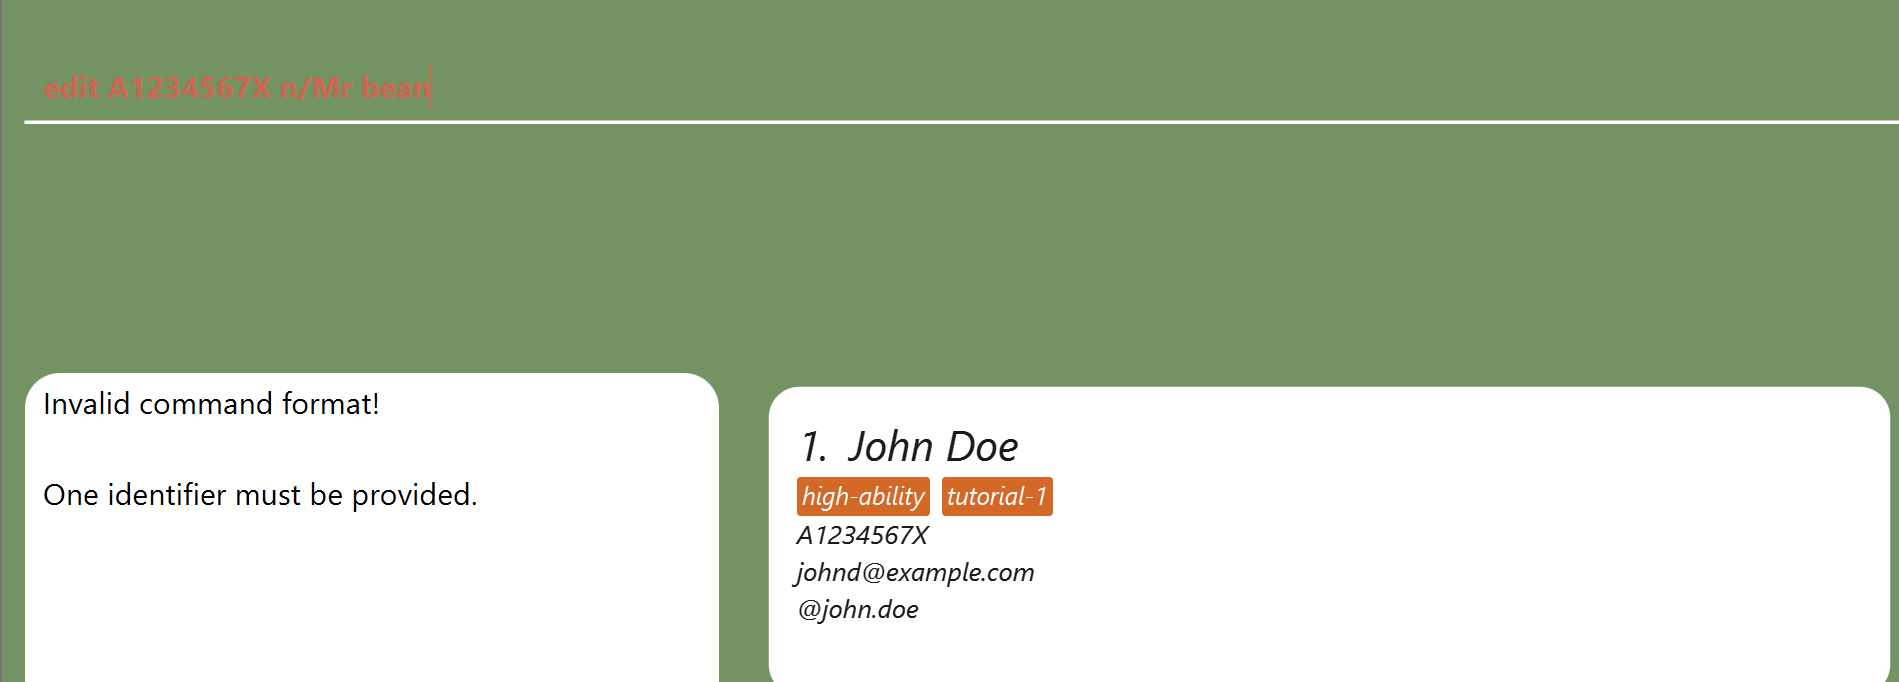 edit A1234567X n/Mr bean
Invalid command format!
One identifier must be provided.
1. John Doe
high-ability tutorial-1
A1234567X
johnd@example.com
@john.doe